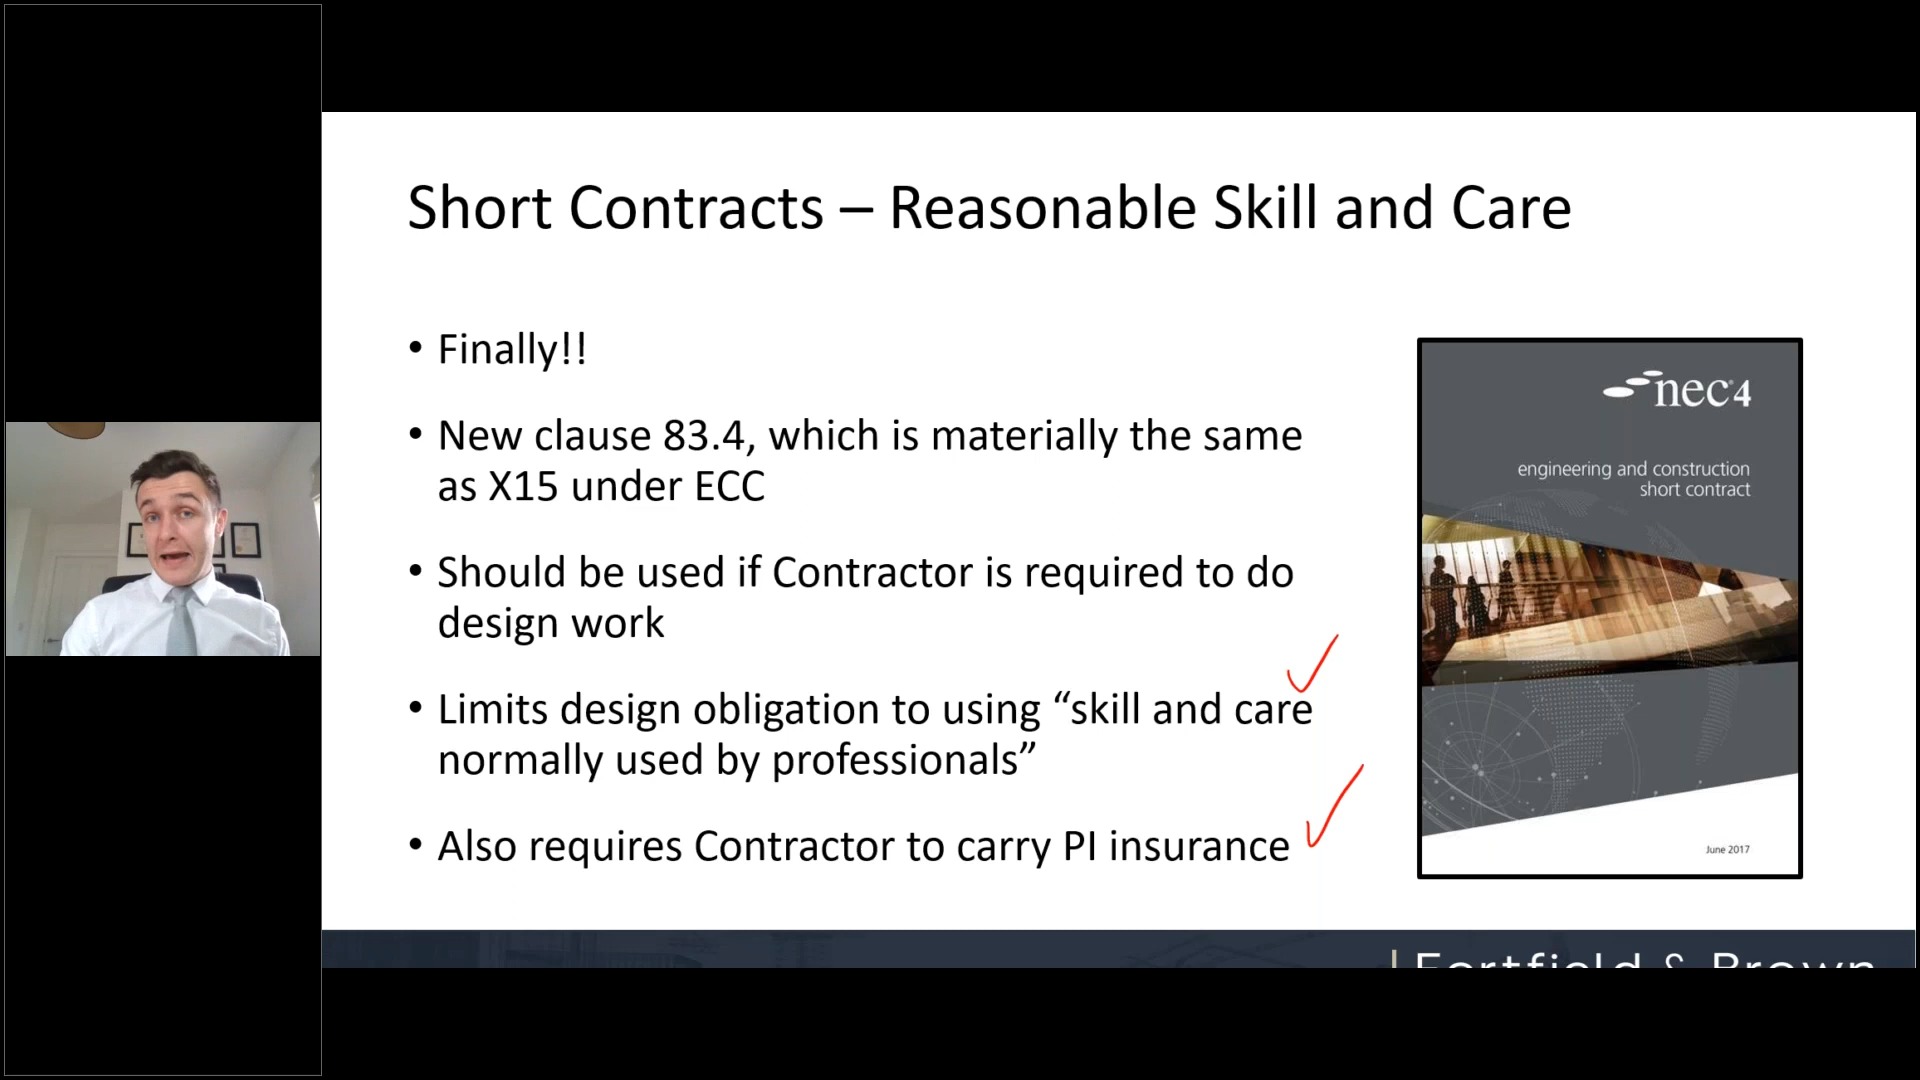 Short Contracts – Reasonable Skill and Care
• Finally!!
• New clause 83.4, which is materially the same
as X15 under ECC
• Should be used if Contractor is required to do
design work
• Limits design obligation to using “skill and care
normally used by professionals”
• Also requires Contractor to carry PI insurance
nec4
engineering and construction
short contract
June 2017
| Fortfield & Brown